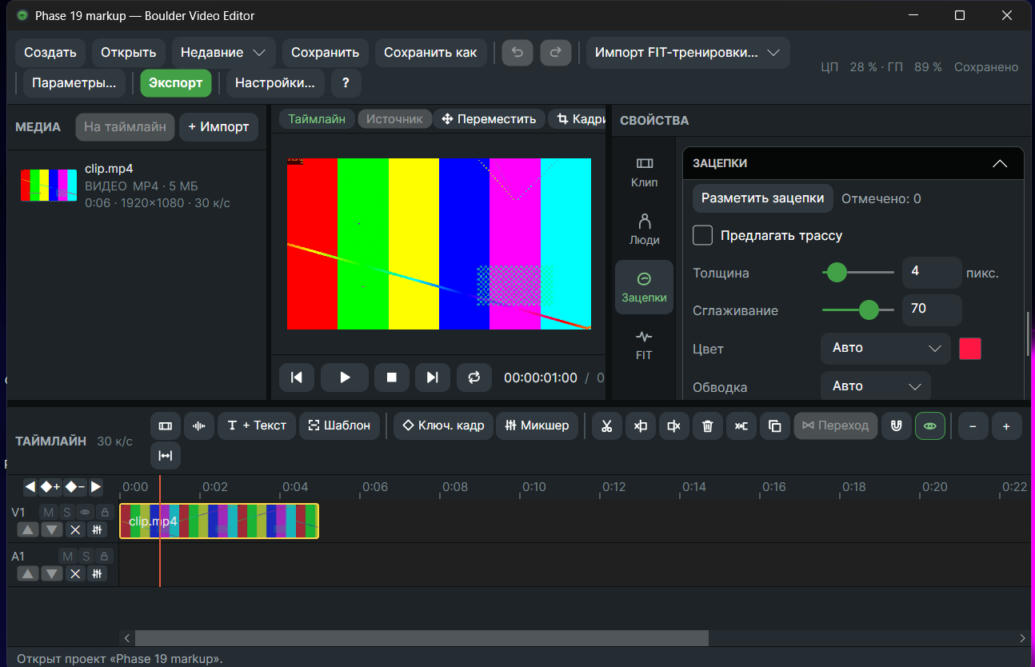 Phase 19 markup — Boulder Video Editor
Создать Открыть Недавние Сохранить Сохранить как Импорт FIT-тренировки...
ЦП 28 % · ГП 89 % Сохранено
Параметры... Экспорт Настройки... ?
МЕДИА На таймлайн + Импорт
clip.mp4
ВИДЕО MP4 · 5 МБ
0:06 · 1920×1080 · 30 к/с
Таймлайн Источник Переместить Кадри
00:00:01:00 / 0
СВОЙСТВА
Клип
Люди
Зацепки
FIT
ЗАЦЕПКИ
Разметить зацепки Отмечено: 0
Предлагать трассу
Толщина 4 пикс.
Сглаживание 70
Цвет Авто
Обводка Авто
ТАЙМЛАЙН 30 к/с
T + Текст Шаблон Ключ. кадр Микшер Переход − +
0:00 0:02 0:04 0:06 0:08 0:10 0:12 0:14 0:16 0:18 0:20 0:22
V1 M S
clip.mp4
A1 M S
Открыт проект «Phase 19 markup».